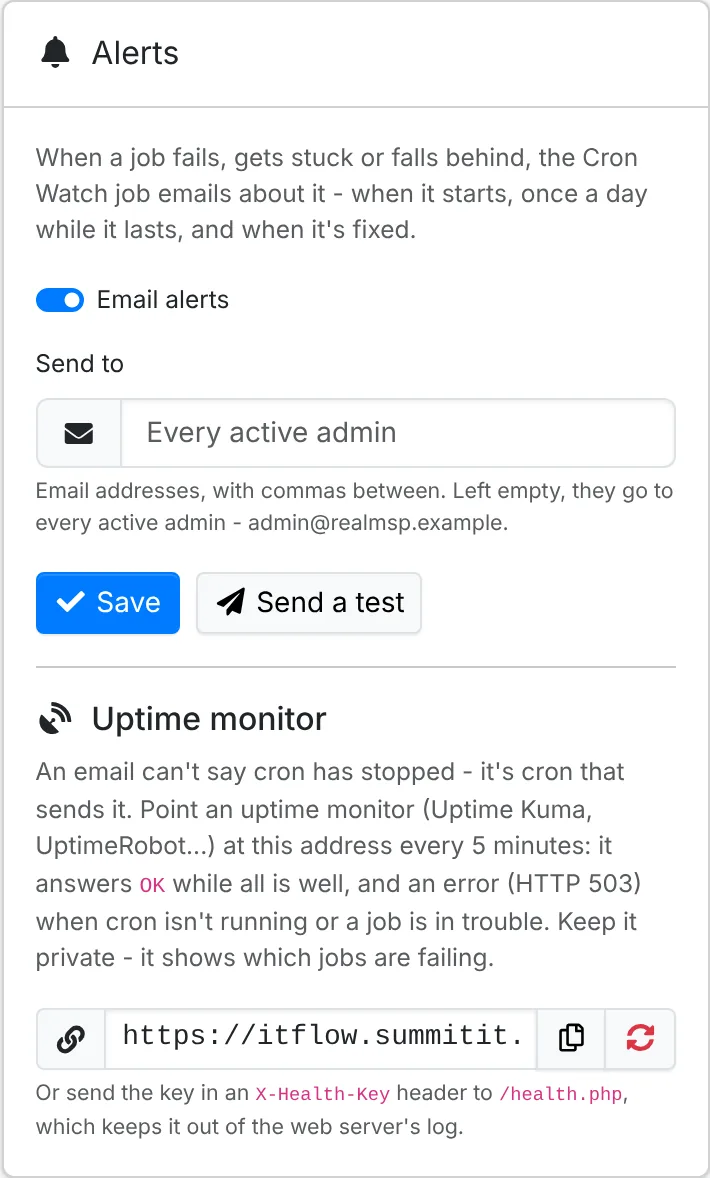 Alerts
When a job fails, gets stuck or falls behind, the Cron
Watch job emails about it - when it starts, once a day
while it lasts, and when it's fixed.
Email alerts
Send to
Every active admin
Email addresses, with commas between. Left empty, they go to
every active admin - admin@realmsp.example.
Save
Send a test
Uptime monitor
An email can't say cron has stopped - it's cron that
sends it. Point an uptime monitor (Uptime Kuma,
UptimeRobot...) at this address every 5 minutes: it
answers OK while all is well, and an error (HTTP 503)
when cron isn't running or a job is in trouble. Keep it
private - it shows which jobs are failing.
https://itflow.summitit.
Or send the key in an X-Health-Key header to /health.php,
which keeps it out of the web server's log.